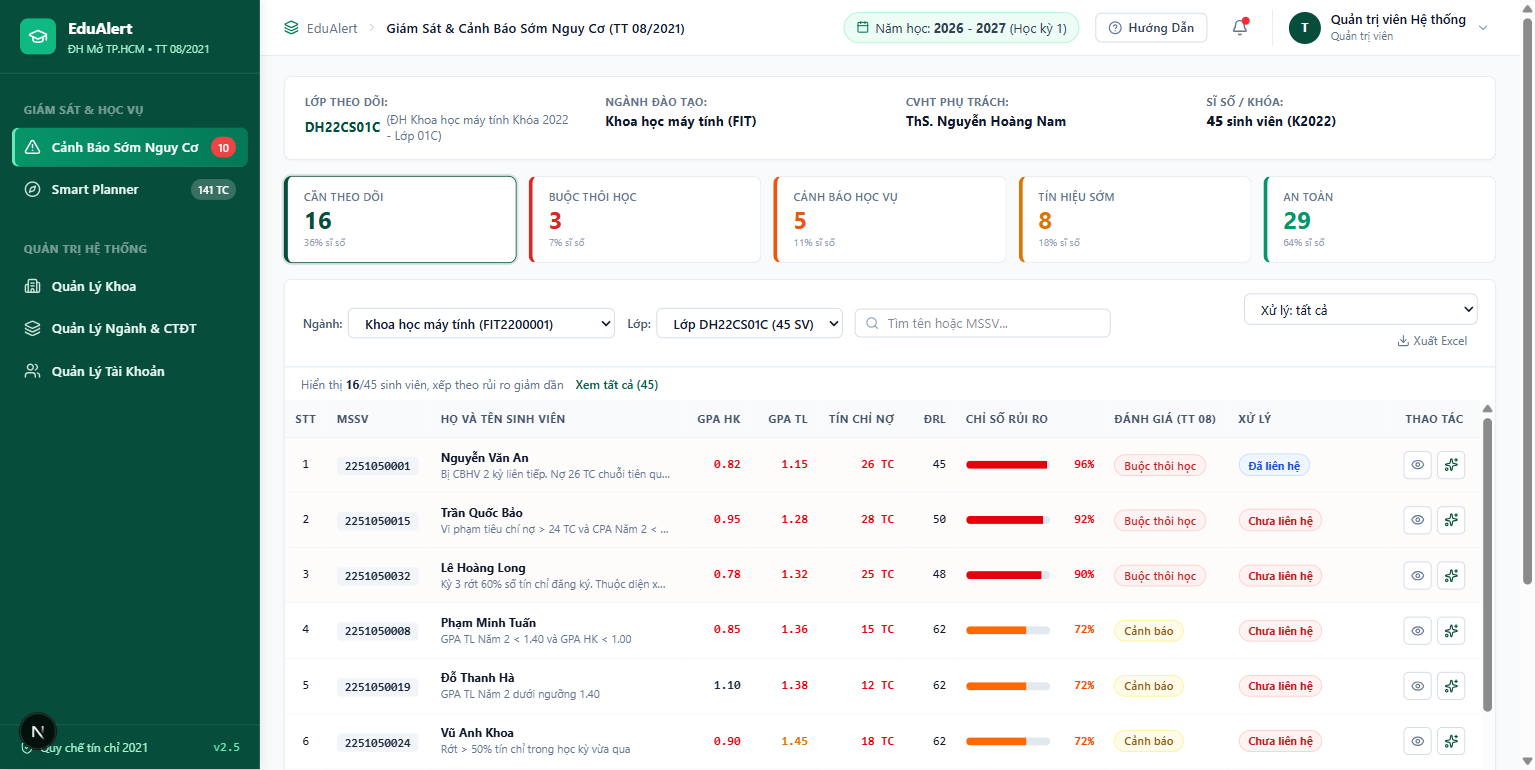 EduAlert
ĐH Mở TP.HCM • TT 08/2021
GIÁM SÁT & HỌC VỤ
Cảnh Báo Sớm Nguy Cơ 10
Smart Planner 141 TC
QUẢN TRỊ HỆ THỐNG
Quản Lý Khoa
Quản Lý Ngành & CTĐT
Quản Lý Tài Khoản
N
Quy chế tín chỉ 2021 v2.5
EduAlert > Giám Sát & Cảnh Báo Sớm Nguy Cơ (TT 08/2021)
Năm học: 2026 - 2027 (Học kỳ 1)
Hướng Dẫn
T
Quản trị viên Hệ thống
Quản trị viên
LỚP THEO DÕI:
DH22CS01C (ĐH Khoa học máy tính Khóa 2022
- Lớp 01C)
NGÀNH ĐÀO TẠO:
Khoa học máy tính (FIT)
CVHT PHỤ TRÁCH:
ThS. Nguyễn Hoàng Nam
SĨ SỐ / KHÓA:
45 sinh viên (K2022)
CẦN THEO DÕI
16
36% sĩ số
BUỘC THÔI HỌC
3
7% sĩ số
CẢNH BÁO HỌC VỤ
5
11% sĩ số
TÍN HIỆU SỚM
8
18% sĩ số
AN TOÀN
29
64% sĩ số
Ngành: Khoa học máy tính (FIT2200001) Lớp: Lớp DH22CS01C (45 SV) Tìm tên hoặc MSSV...
Xử lý: tất cả
Xuất Excel
Hiển thị 16/45 sinh viên, xếp theo rủi ro giảm dần Xem tất cả (45)
STT MSSV HỌ VÀ TÊN SINH VIÊN GPA HK GPA TL TÍN CHỈ NỢ ĐRL CHỈ SỐ RỦI RO ĐÁNH GIÁ (TT 08) XỬ LÝ THAO TÁC
1 2251050001 Nguyễn Văn An 0.82 1.15 26 TC 45 96% Buộc thôi học Đã liên hệ
Bị CBHV 2 kỳ liên tiếp. Nợ 26 TC chuỗi tiên qu...
2 2251050015 Trần Quốc Bảo 0.95 1.28 28 TC 50 92% Buộc thôi học Chưa liên hệ
Vi phạm tiêu chí nợ > 24 TC và CPA Năm 2 < ...
3 2251050032 Lê Hoàng Long 0.78 1.32 25 TC 48 90% Buộc thôi học Chưa liên hệ
Kỳ 3 rớt 60% số tín chỉ đăng ký. Thuộc diện x...
4 2251050008 Phạm Minh Tuấn 0.85 1.36 15 TC 62 72% Cảnh báo Chưa liên hệ
GPA TL Năm 2 < 1.40 và GPA HK < 1.00
5 2251050019 Đỗ Thanh Hà 1.10 1.38 12 TC 62 72% Cảnh báo Chưa liên hệ
GPA TL Năm 2 dưới ngưỡng 1.40
6 2251050024 Vũ Anh Khoa 0.90 1.45 18 TC 62 72% Cảnh báo Chưa liên hệ
Rớt > 50% tín chỉ trong học kỳ vừa qua